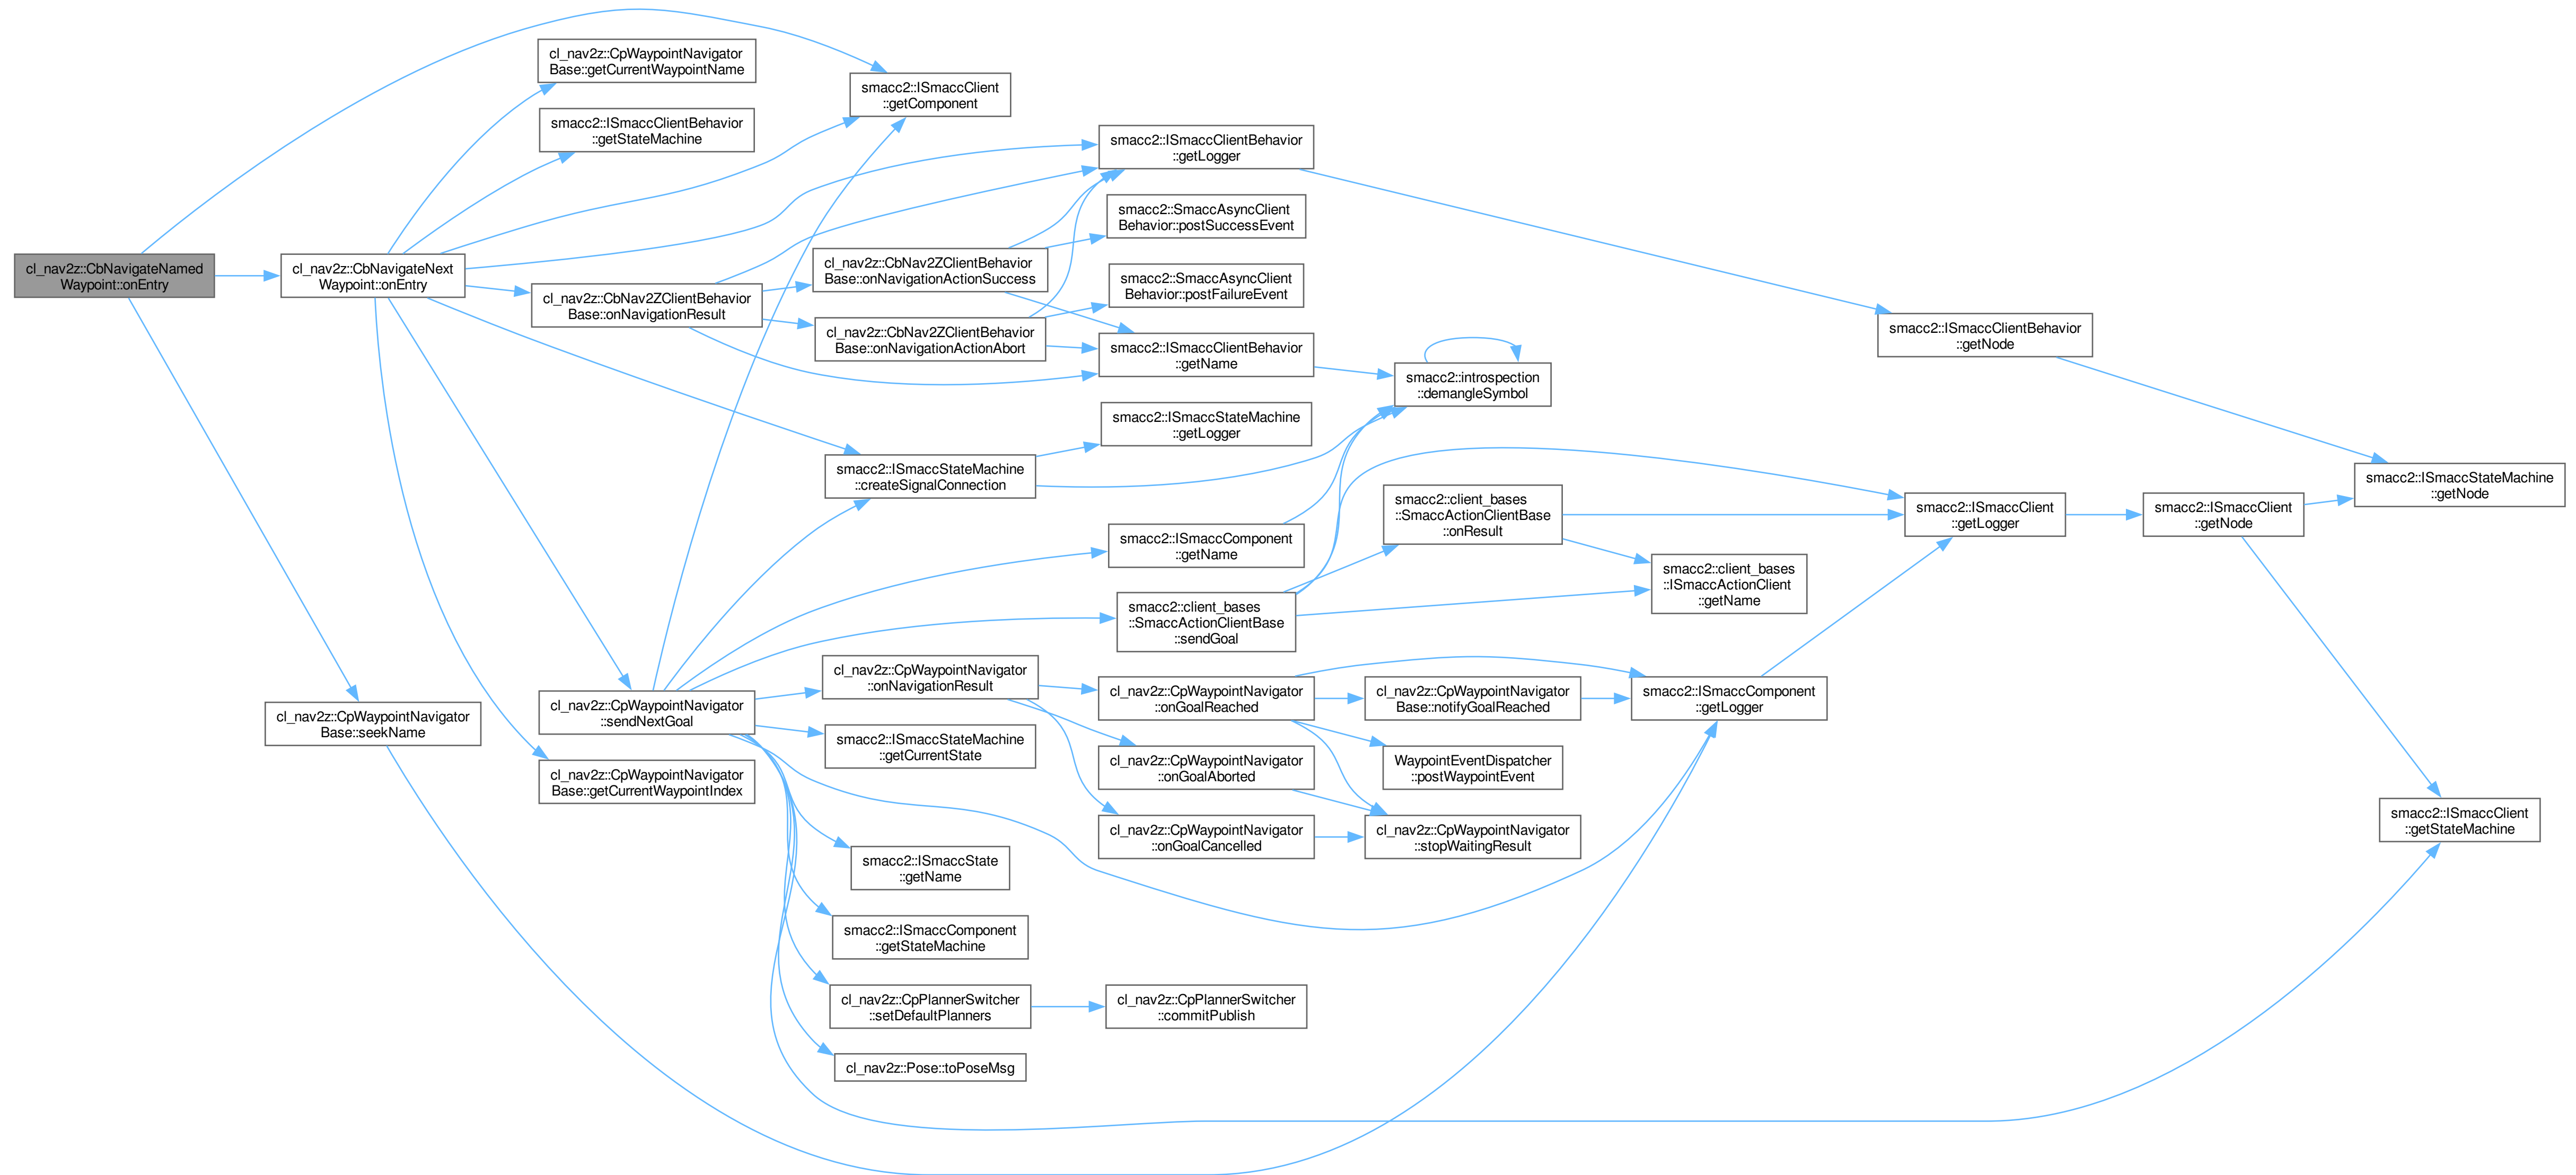 cl_nav2z::CbNavigateNamed
Waypoint::onEntry
cl_nav2z::CbNavigateNext
Waypoint::onEntry
cl_nav2z::CpWaypointNavigator
Base::seekName
cl_nav2z::CpWaypointNavigator
Base::getCurrentWaypointName
smacc2::ISmaccClientBehavior
::getStateMachine
cl_nav2z::CbNav2ZClientBehavior
Base::onNavigationResult
cl_nav2z::CpWaypointNavigator
::sendNextGoal
cl_nav2z::CpWaypointNavigator
Base::getCurrentWaypointIndex
smacc2::ISmaccClient
::getComponent
cl_nav2z::CbNav2ZClientBehavior
Base::onNavigationActionSuccess
cl_nav2z::CbNav2ZClientBehavior
Base::onNavigationActionAbort
smacc2::ISmaccStateMachine
::createSignalConnection
cl_nav2z::CpWaypointNavigator
::onNavigationResult
smacc2::ISmaccStateMachine
::getCurrentState
smacc2::ISmaccState
::getName
smacc2::ISmaccComponent
::getStateMachine
cl_nav2z::CpPlannerSwitcher
::setDefaultPlanners
cl_nav2z::Pose::toPoseMsg
smacc2::ISmaccClientBehavior
::getLogger
smacc2::SmaccAsyncClient
Behavior::postSuccessEvent
smacc2::SmaccAsyncClient
Behavior::postFailureEvent
smacc2::ISmaccClientBehavior
::getName
smacc2::ISmaccStateMachine
::getLogger
smacc2::ISmaccComponent
::getName
smacc2::client_bases
::SmaccActionClientBase
::sendGoal
cl_nav2z::CpWaypointNavigator
::onGoalReached
cl_nav2z::CpWaypointNavigator
::onGoalAborted
cl_nav2z::CpWaypointNavigator
::onGoalCancelled
cl_nav2z::CpPlannerSwitcher
::commitPublish
smacc2::introspection
::demangleSymbol
smacc2::client_bases
::SmaccActionClientBase
::onResult
cl_nav2z::CpWaypointNavigator
Base::notifyGoalReached
WaypointEventDispatcher
::postWaypointEvent
cl_nav2z::CpWaypointNavigator
::stopWaitingResult
smacc2::client_bases
::ISmaccActionClient
::getName
smacc2::ISmaccComponent
::getLogger
smacc2::ISmaccClientBehavior
::getNode
smacc2::ISmaccClient
::getLogger
smacc2::ISmaccClient
::getNode
smacc2::ISmaccStateMachine
::getNode
smacc2::ISmaccClient
::getStateMachine